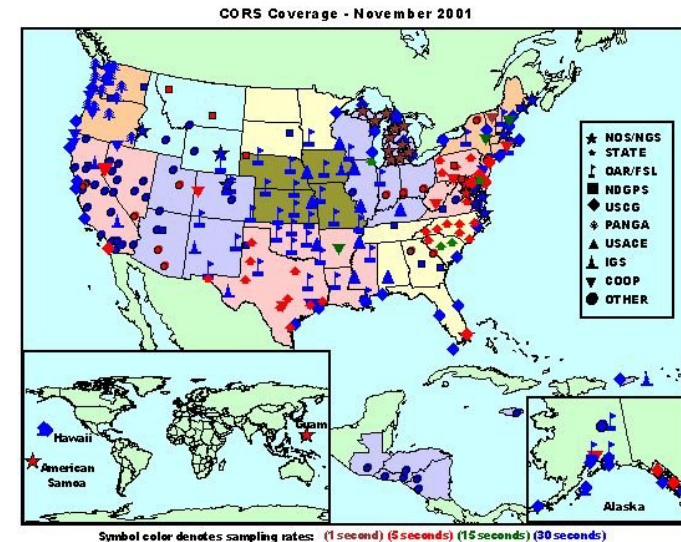 CORS Coverage - November 2001
NOS/NGS
STATE
OAR/FSL
NDGPS
USCG
PANGA
USACE
IGS
COOP
OTHER
Hawaii
American
Samoa
Guam
Alaska
Symbol color denotes sampling rates: (1 second) (5 seconds) (15 seconds) (30 seconds)